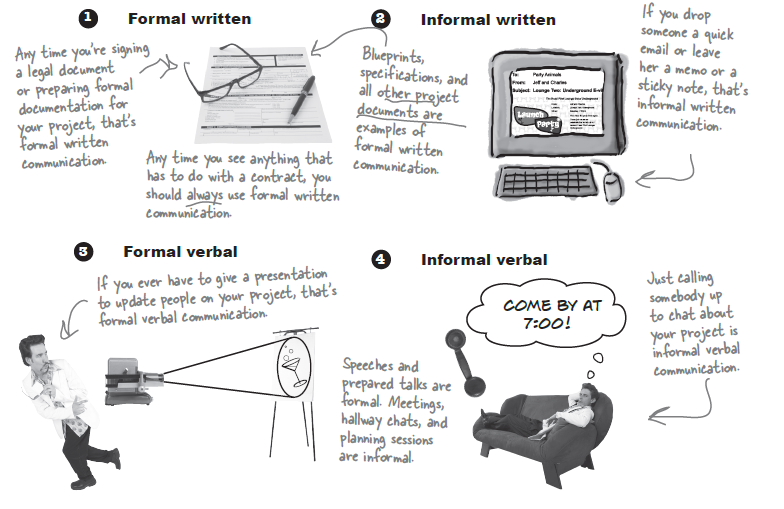 1 Formal written
Any time you're signing
a legal document
or preparing formal
documentation for
your project, that's
formal written
communication.
Any time you see anything that
has to do with a contract, you
should always use formal written
communication.
Blueprints,
specifications, and
all other project
documents are
examples of
formal written
communication.
2 Informal written
To: Party Animals
From: Jeff and Charles
Subject: Lounge Two: Underground
Launch
Party
If you drop
someone a quick
email or leave
her a memo or a
sticky note, that's
informal written
communication.
3 Formal verbal
If you ever have to give a presentation
to update people on your project, that's
formal verbal communication.
Speeches and
prepared talks are
formal. Meetings,
hallway chats, and
planning sessions
are informal.
4 Informal verbal
COME BY AT
7:00!
Just calling
somebody up
to chat about
your project is
informal verbal
communication.